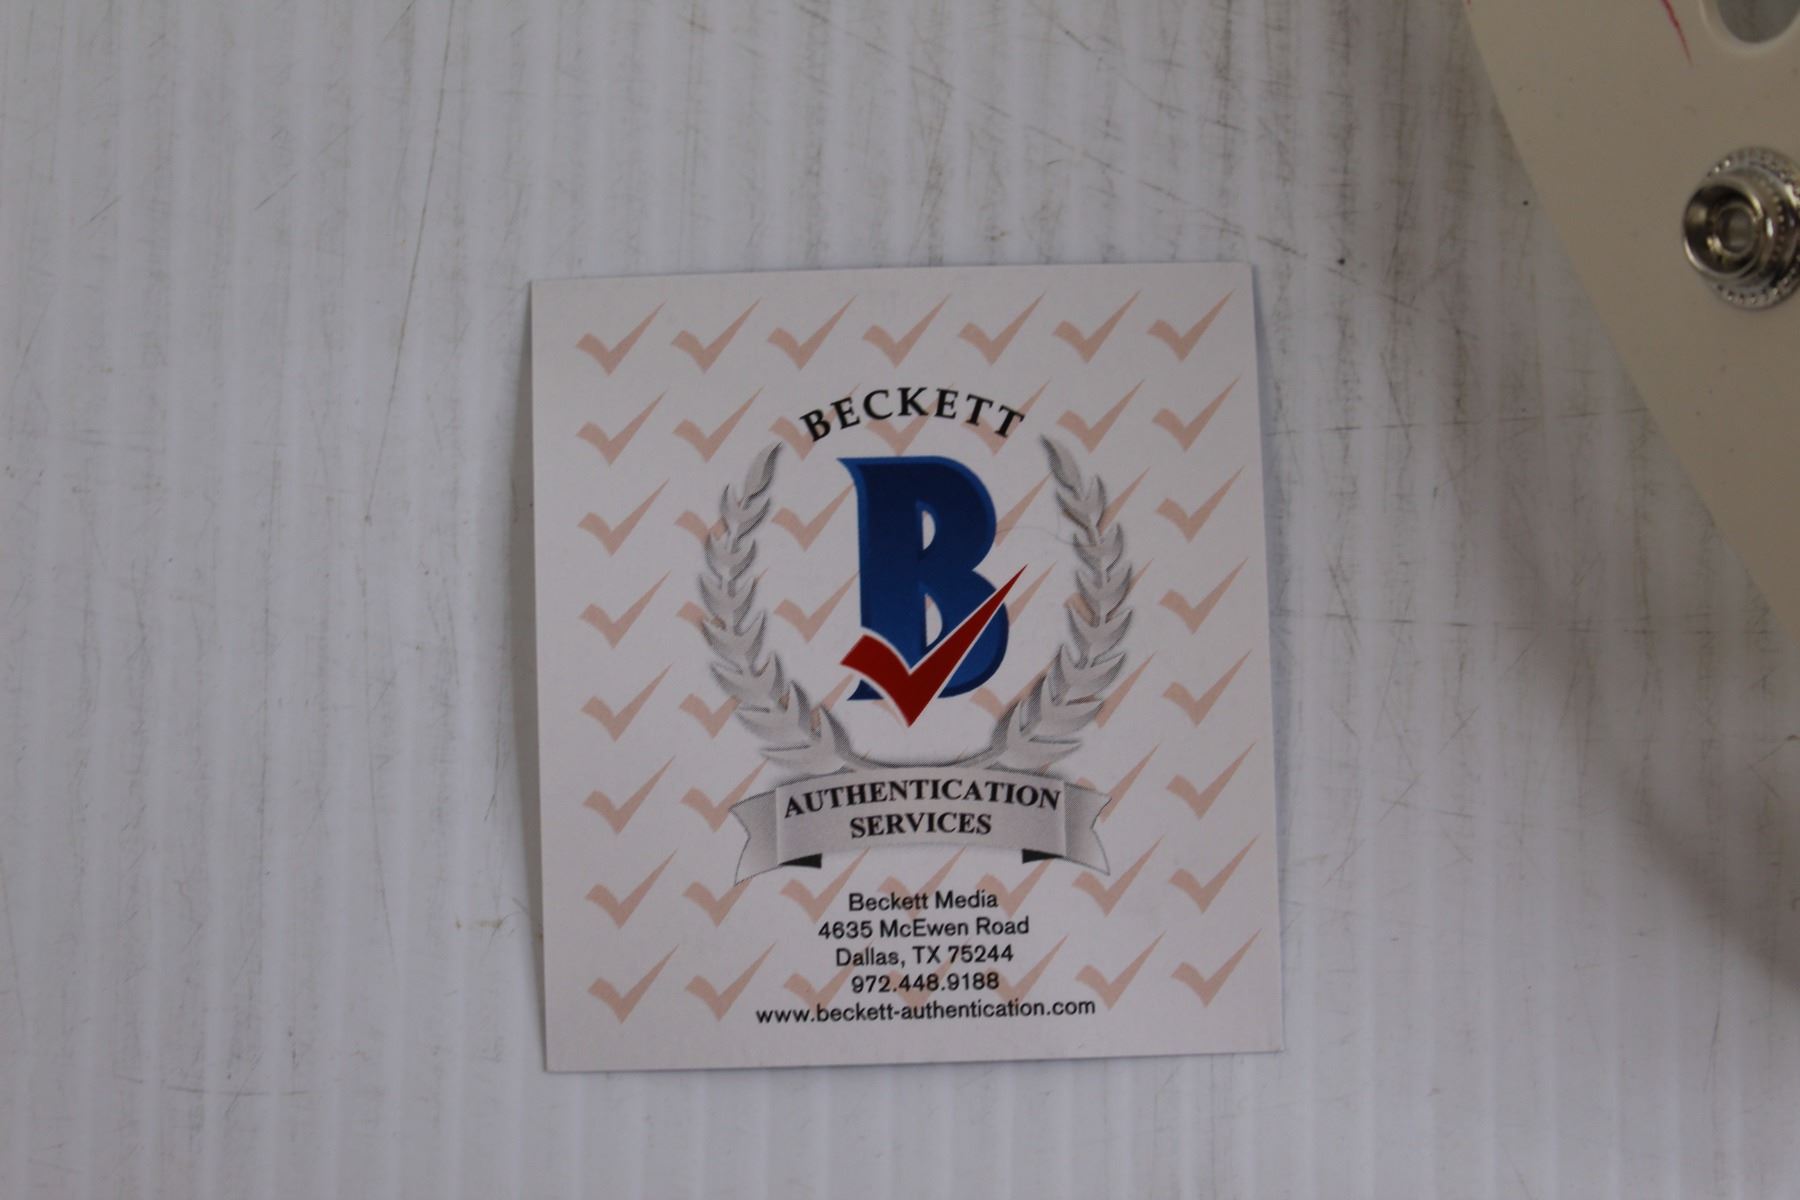 BECKETT
B
AUTHENTICATION
SERVICES
Beckett Media
4635 McEwen Road
Dallas, TX 75244
972.448.9188
www.beckett-authentication.com